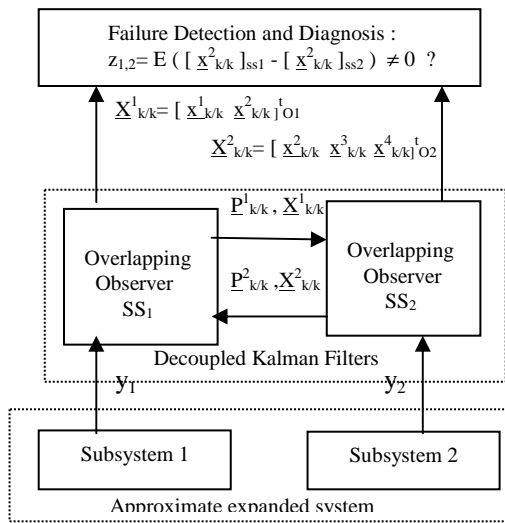 Failure Detection and Diagnosis :
z₁,₂= E ( [ x²k/k ]ss1 - [ x²k/k ]ss2 ) ≠ 0 ?
X¹k/k= [ x¹k/k x²k/k ]ᵗO1
X²k/k= [ x²k/k x³k/k x⁴k/k]ᵗO2
P¹k/k , X¹k/k
Overlapping
Observer
SS₁
Overlapping
Observer
SS₂
P²k/k ,X²k/k
Decoupled Kalman Filters
y₁
y₂
Subsystem 1
Subsystem 2
Approximate expanded system